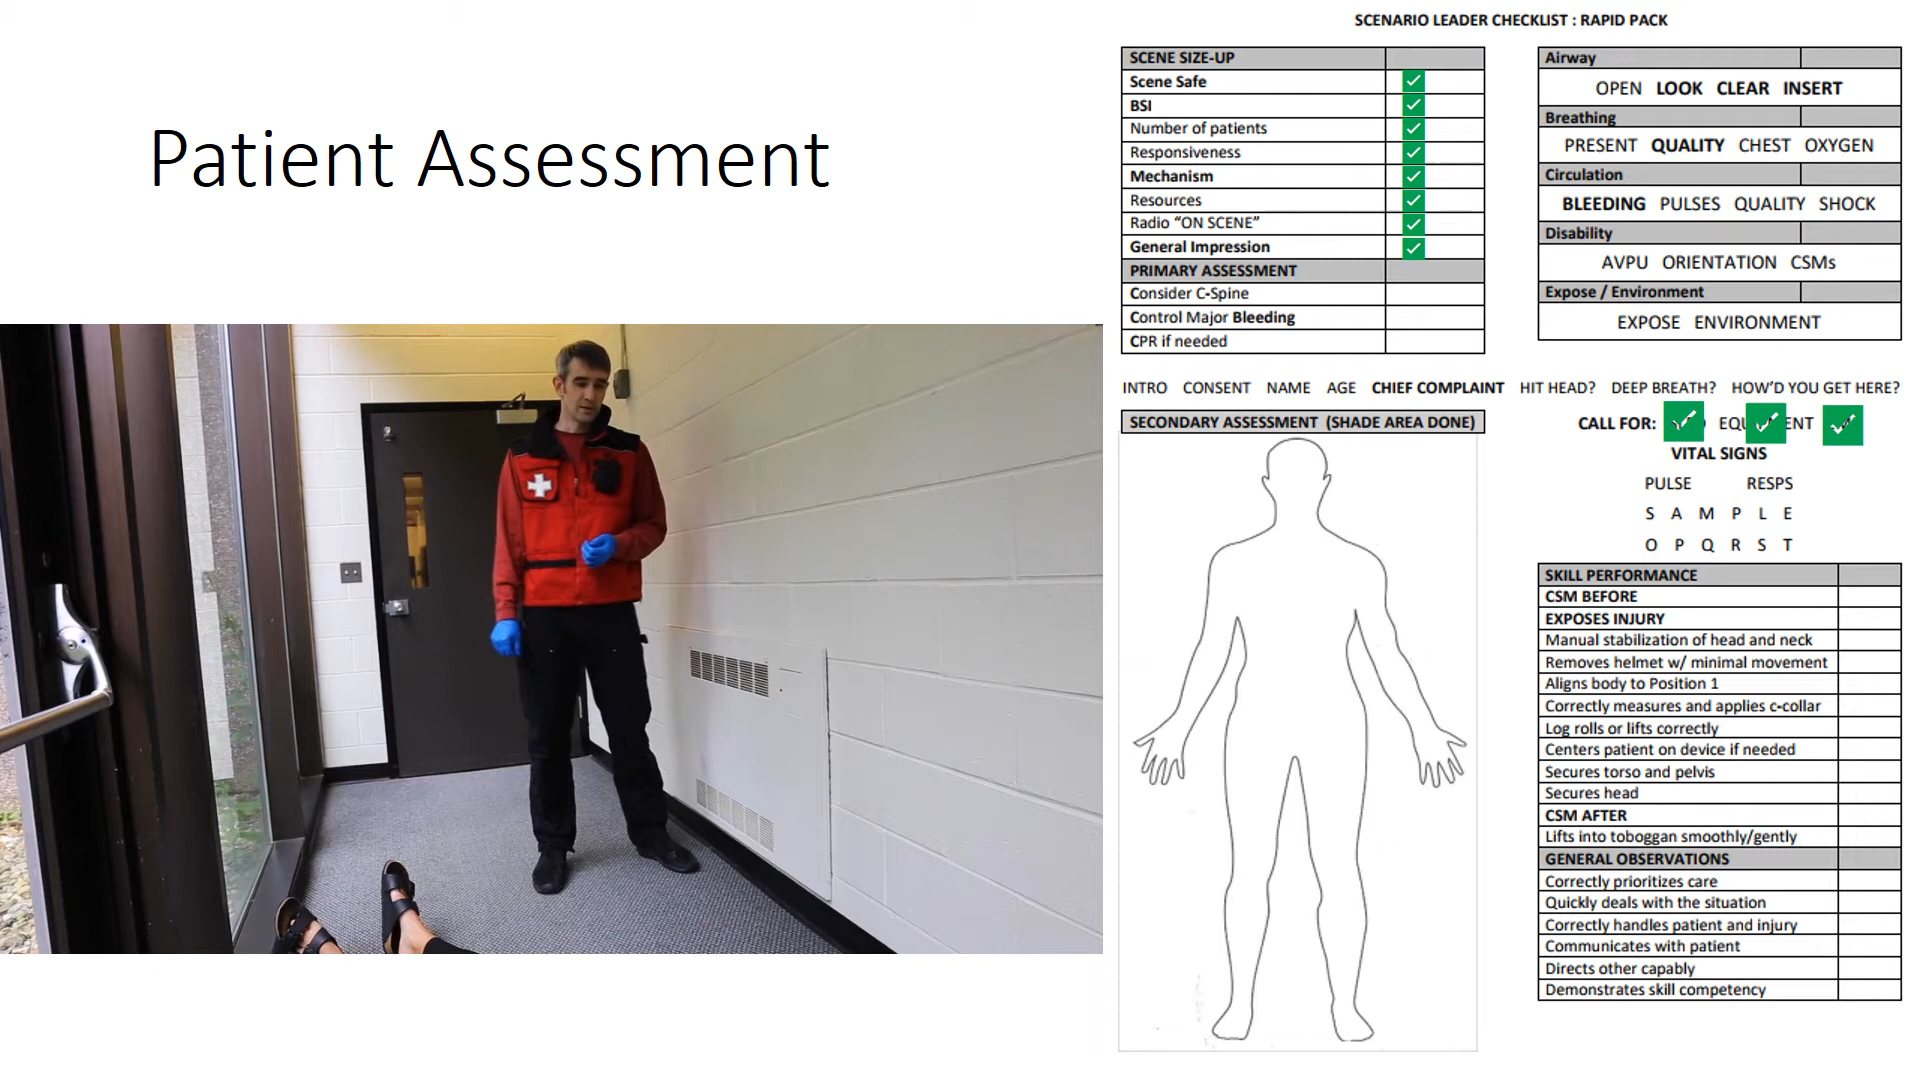 Patient Assessment
SCENARIO LEADER CHECKLIST : RAPID PACK
SCENE SIZE-UP
Scene Safe
BSI
Number of patients
Responsiveness
Mechanism
Resources
Radio “ON SCENE”
General Impression
PRIMARY ASSESSMENT
Consider C-Spine
Control Major Bleeding
CPR if needed
Airway
OPEN LOOK CLEAR INSERT
Breathing
PRESENT QUALITY CHEST OXYGEN
Circulation
BLEEDING PULSES QUALITY SHOCK
Disability
AVPU ORIENTATION CSMs
Expose / Environment
EXPOSE ENVIRONMENT
INTRO CONSENT NAME AGE CHIEF COMPLAINT HIT HEAD? DEEP BREATH? HOW'D YOU GET HERE?
SECONDARY ASSESSMENT (SHADE AREA DONE)
CALL FOR:
VITAL SIGNS
PULSE RESPS
S A M P L E
O P Q R S T
SKILL PERFORMANCE
CSM BEFORE
EXPOSES INJURY
Manual stabilization of head and neck
Removes helmet w/ minimal movement
Aligns body to Position 1
Correctly measures and applies c-collar
Log rolls or lifts correctly
Centers patient on device if needed
Secures torso and pelvis
Secures head
CSM AFTER
Lifts into toboggan smoothly/gently
GENERAL OBSERVATIONS
Correctly prioritizes care
Quickly deals with the situation
Correctly handles patient and injury
Communicates with patient
Directs other capably
Demonstrates skill competency